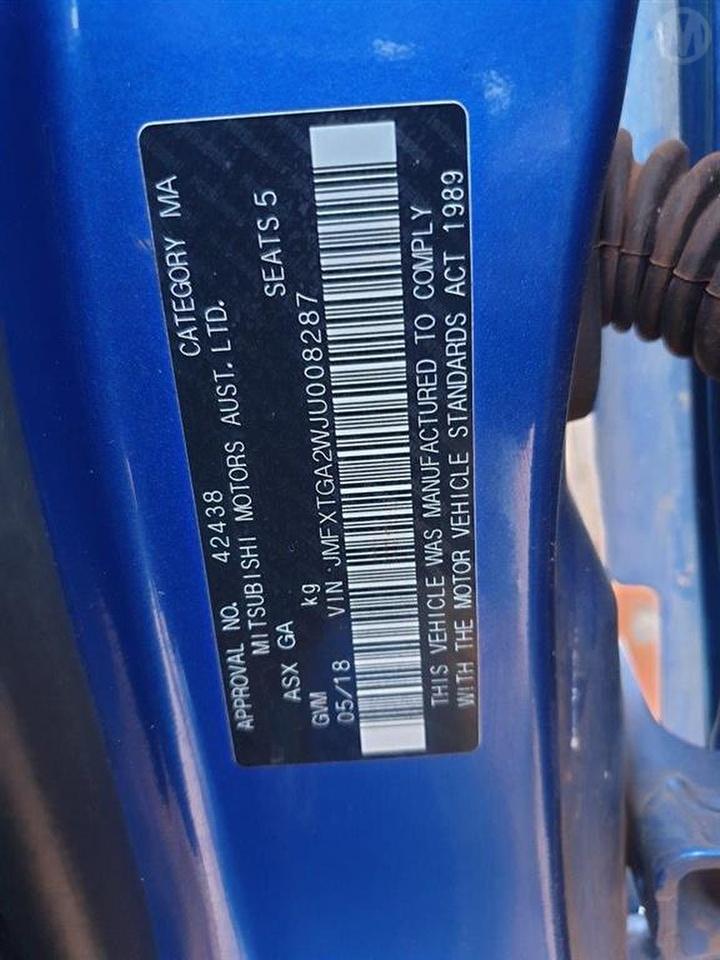 APPROVAL NO. 42438 CATEGORY MA
MITSUBISHI MOTORS AUST. LTD.
ASX GA SEATS 5
GVM kg
05/18 VIN JMFXTGA2WJU008287
THIS VEHICLE WAS MANUFACTURED TO COMPLY
WITH THE MOTOR VEHICLE STANDARDS ACT 1989
M